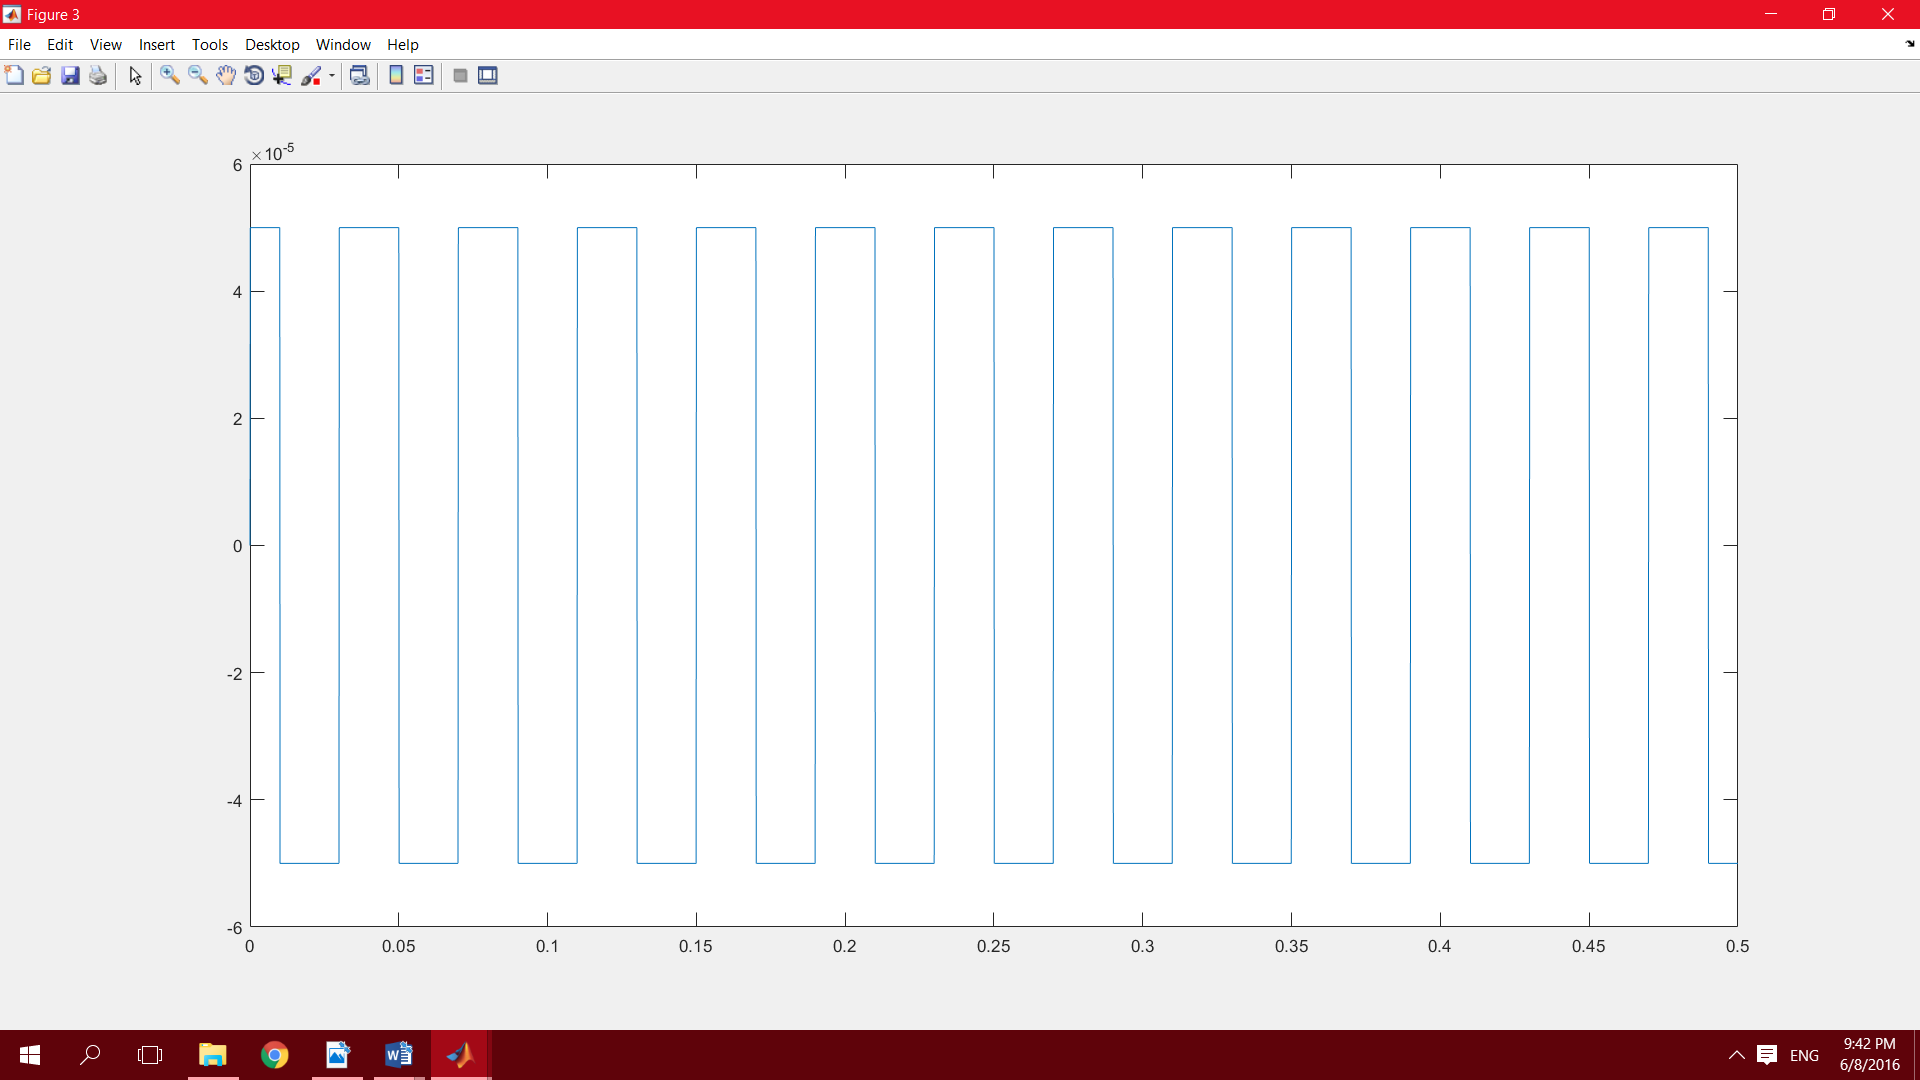 Figure 3
File Edit View Insert Tools Desktop Window Help
×10-5
6
4
2
0
-2
-4
-6
0 0.05 0.1 0.15 0.2 0.25 0.3 0.35 0.4 0.45 0.5
ENG
9:42 PM
6/8/2016